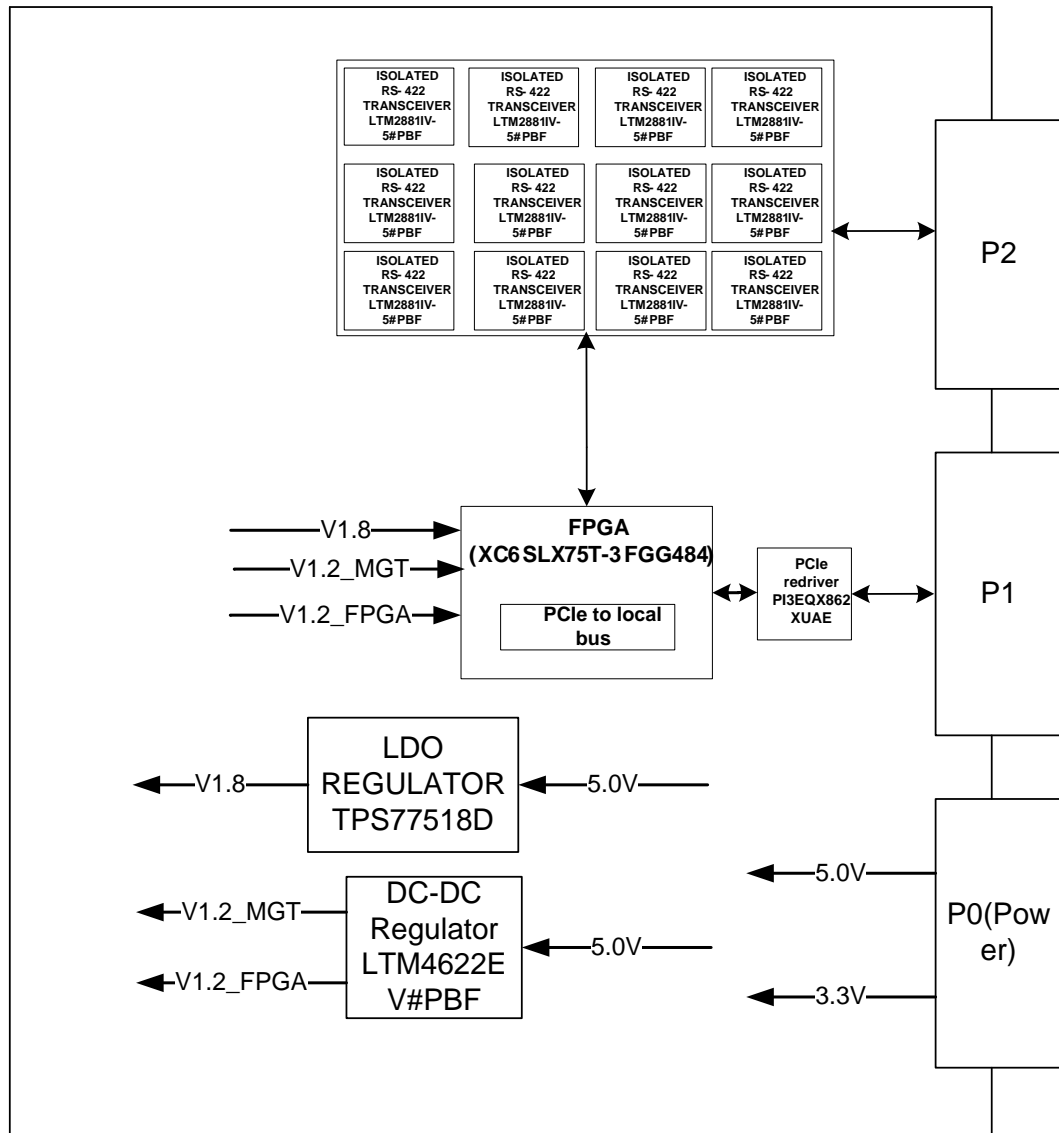 ISOLATED
RS- 422
TRANSCEIVER
LTM2881IV-
5#PBF
ISOLATED
RS- 422
TRANSCEIVER
LTM2881IV-
5#PBF
ISOLATED
RS- 422
TRANSCEIVER
LTM2881IV-
5#PBF
ISOLATED
RS- 422
TRANSCEIVER
LTM2881IV-
5#PBF
ISOLATED
RS- 422
TRANSCEIVER
LTM2881IV-
5#PBF
ISOLATED
RS- 422
TRANSCEIVER
LTM2881IV-
5#PBF
ISOLATED
RS- 422
TRANSCEIVER
LTM2881IV-
5#PBF
ISOLATED
RS- 422
TRANSCEIVER
LTM2881IV-
5#PBF
ISOLATED
RS- 422
TRANSCEIVER
LTM2881IV-
5#PBF
ISOLATED
RS- 422
TRANSCEIVER
LTM2881IV-
5#PBF
ISOLATED
RS- 422
TRANSCEIVER
LTM2881IV-
5#PBF
ISOLATED
RS- 422
TRANSCEIVER
LTM2881IV-
5#PBF
P2
V1.8
V1.2_MGT
V1.2_FPGA
FPGA
(XC6SLX75T-3FGG484)
PCIe to local
bus
PCIe
redriver
PI3EQX862
XUAE
P1
LDO
REGULATOR
TPS77518D
V1.8
5.0V
DC-DC
Regulator
LTM4622E
V#PBF
V1.2_MGT
V1.2_FPGA
5.0V
5.0V
3.3V
P0(Pow
er)